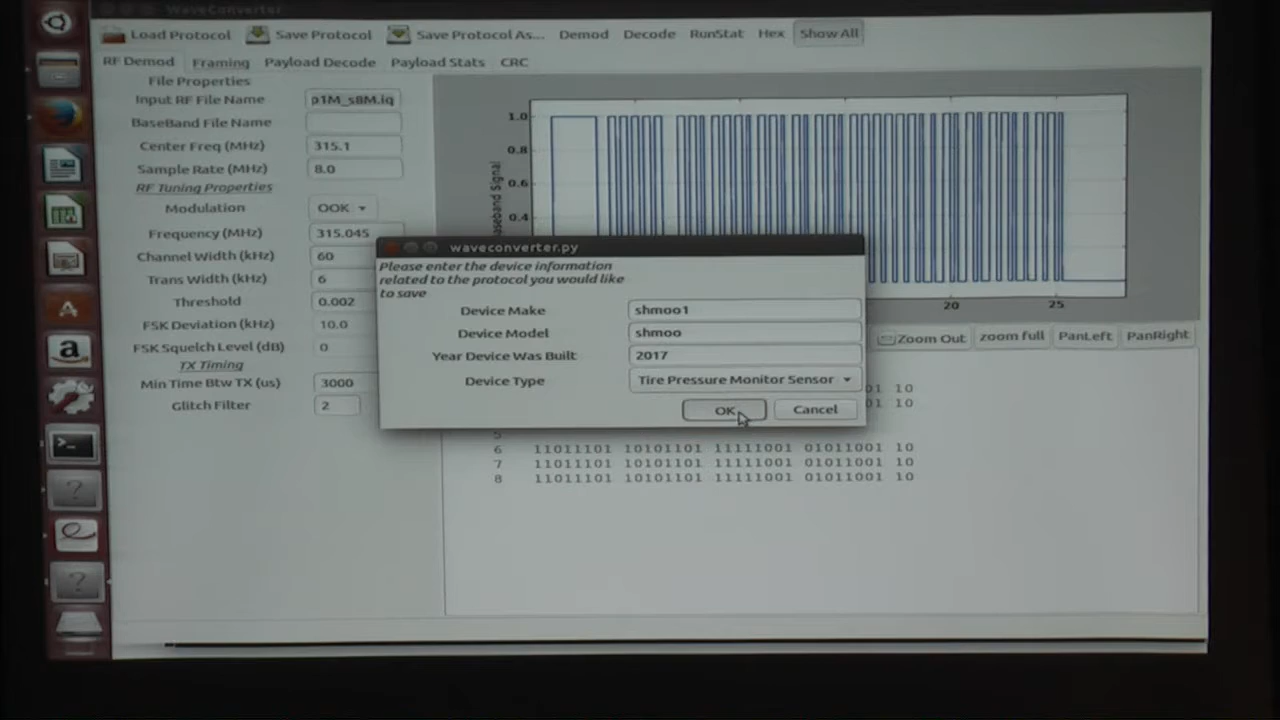 WaveConverter
Load Protocol Save Protocol Save Protocol As... Demod Decode RunStat Hex Show All
RF Demod Framing Payload Decode Payload Stats CRC
File Properties
Input RF File Name p1M_s8M.iq
BaseBand File Name
Center Freq (MHz) 315.1
Sample Rate (MHz) 8.0
RF Tuning Properties
Modulation OOK
Frequency (MHz) 315.045
Channel Width (kHz) 60
Trans Width (kHz) 6
Threshold 0.002
FSK Deviation (kHz) 10.0
FSK Squelch Level (dB) 0
TX Timing
Min Time Btw TX (us) 3000
Glitch Filter 2
1.0
0.8
0.6
0.4
Baseband Signal
20 25
waveconverter.py
Please enter the device information
related to the protocol you would like
to save
Device Make shmoo1
Device Model shmoo
Year Device Was Built 2017
Device Type Tire Pressure Monitor Sensor
OK Cancel
Zoom Out zoom full PanLeft PanRight
10
01 10
5
6 11011101 10101101 11111001 01011001 10
7 11011101 10101101 11111001 01011001 10
8 11011101 10101101 11111001 01011001 10